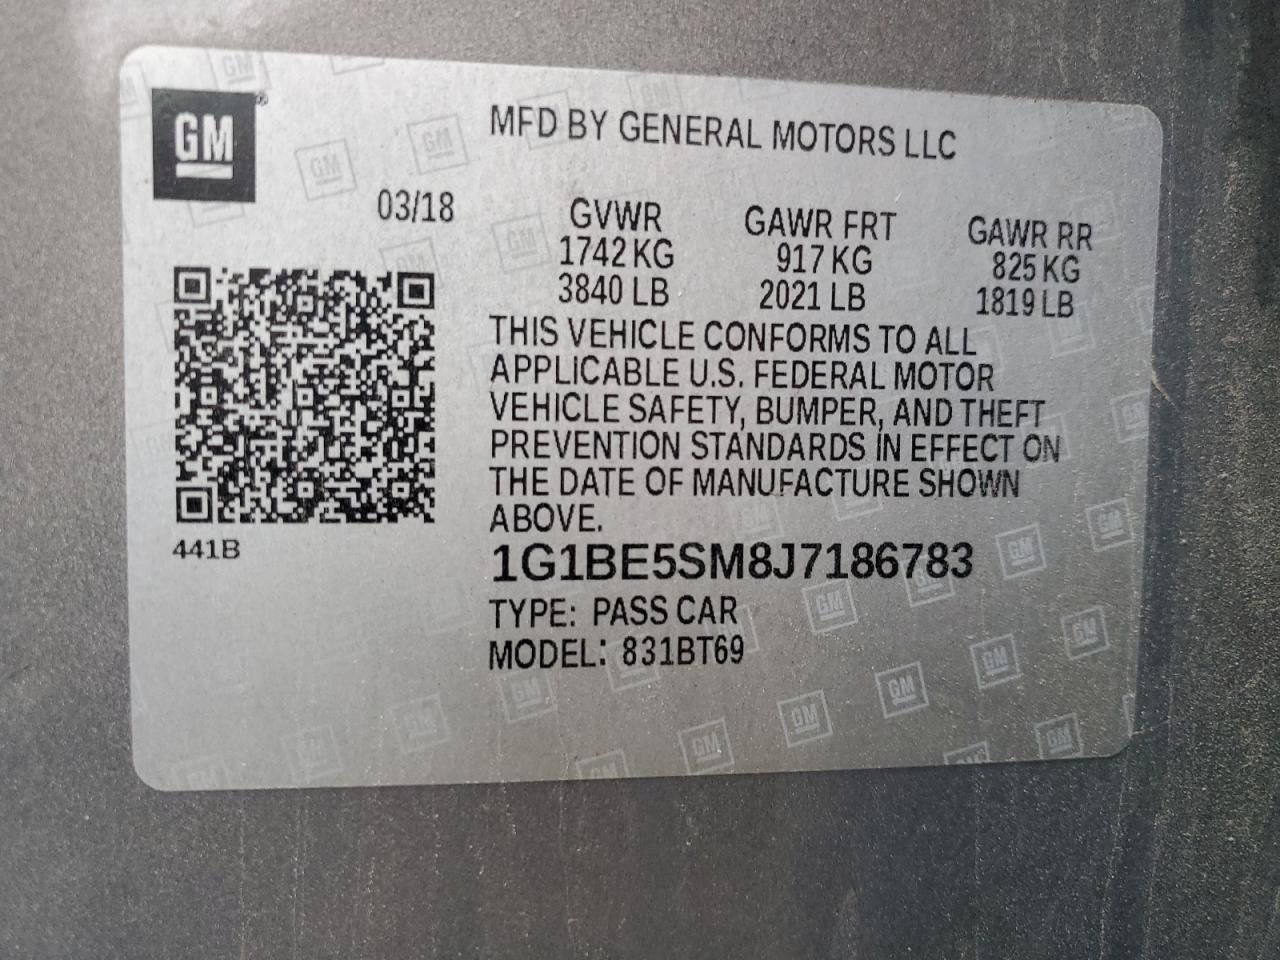 GM
MFD BY GENERAL MOTORS LLC
03/18
GVWR GAWR FRT GAWR RR
1742 KG 917 KG 825 KG
3840 LB 2021 LB 1819 LB
THIS VEHICLE CONFORMS TO ALL
APPLICABLE U.S. FEDERAL MOTOR
VEHICLE SAFETY, BUMPER, AND THEFT
PREVENTION STANDARDS IN EFFECT ON
THE DATE OF MANUFACTURE SHOWN
ABOVE.
441B
1G1BE5SM8J7186783
TYPE: PASS CAR
MODEL: 831BT69